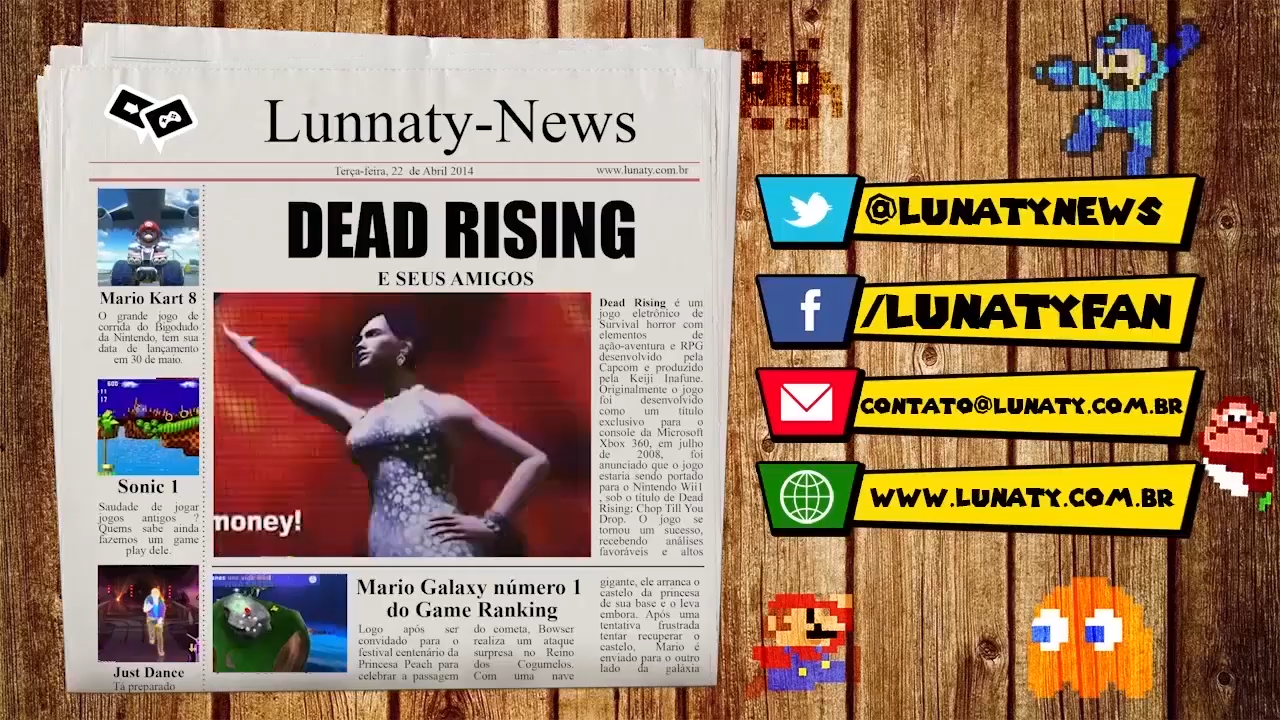 Lunnaty-News
Terça-feira, 22 de Abril 2014
www.lunaty.com.br
Mario Kart 8
O grande jogo de
corrida do Bigodudo
da Nintendo, tem sua
data de lançamento
em 30 de maio.
600
Sonic 1
Saudade de jogar
jogos antigos ?
Quems sabe ainda
fazemos um game
play dele.
Just Dance
Tá preparado
DEAD RISING
E SEUS AMIGOS
money!
Dead Rising é um
jogo eletrônico de
Survival horror com
elementos de
ação-aventura e RPG
desenvolvido pela
Capcom e produzido
pela Keiji Inafune.
Originalmente o jogo
foi desenvolvido
como um título
exclusivo para o
console da Microsoft
Xbox 360, em julho
de 2008, foi
anunciado que o jogo
estaria sendo portado
para o Nintendo Wii1
, sob o título de Dead
Rising: Chop Till You
Drop. O jogo se
tornou um sucesso,
recebendo análises
favoráveis e altos
Mario Galaxy número 1
do Game Ranking
Logo após ser
convidado para o
festival centenário da
Princesa Peach para
celebrar a passagem
do cometa, Bowser
realiza um ataque
surpresa no Reino
dos Cogumelos.
Com uma nave
gigante, ele arranca o
castelo da princesa
de sua base e o leva
embora. Após uma
tentativa frustrada
tentar recuperar o
castelo, Mario é
enviado para o outro
lado da galáxia
@LUNATYNEWS
/LUNATYFAN
CONTATO@LUNATY.COM.BR
WWW.LUNATY.COM.BR